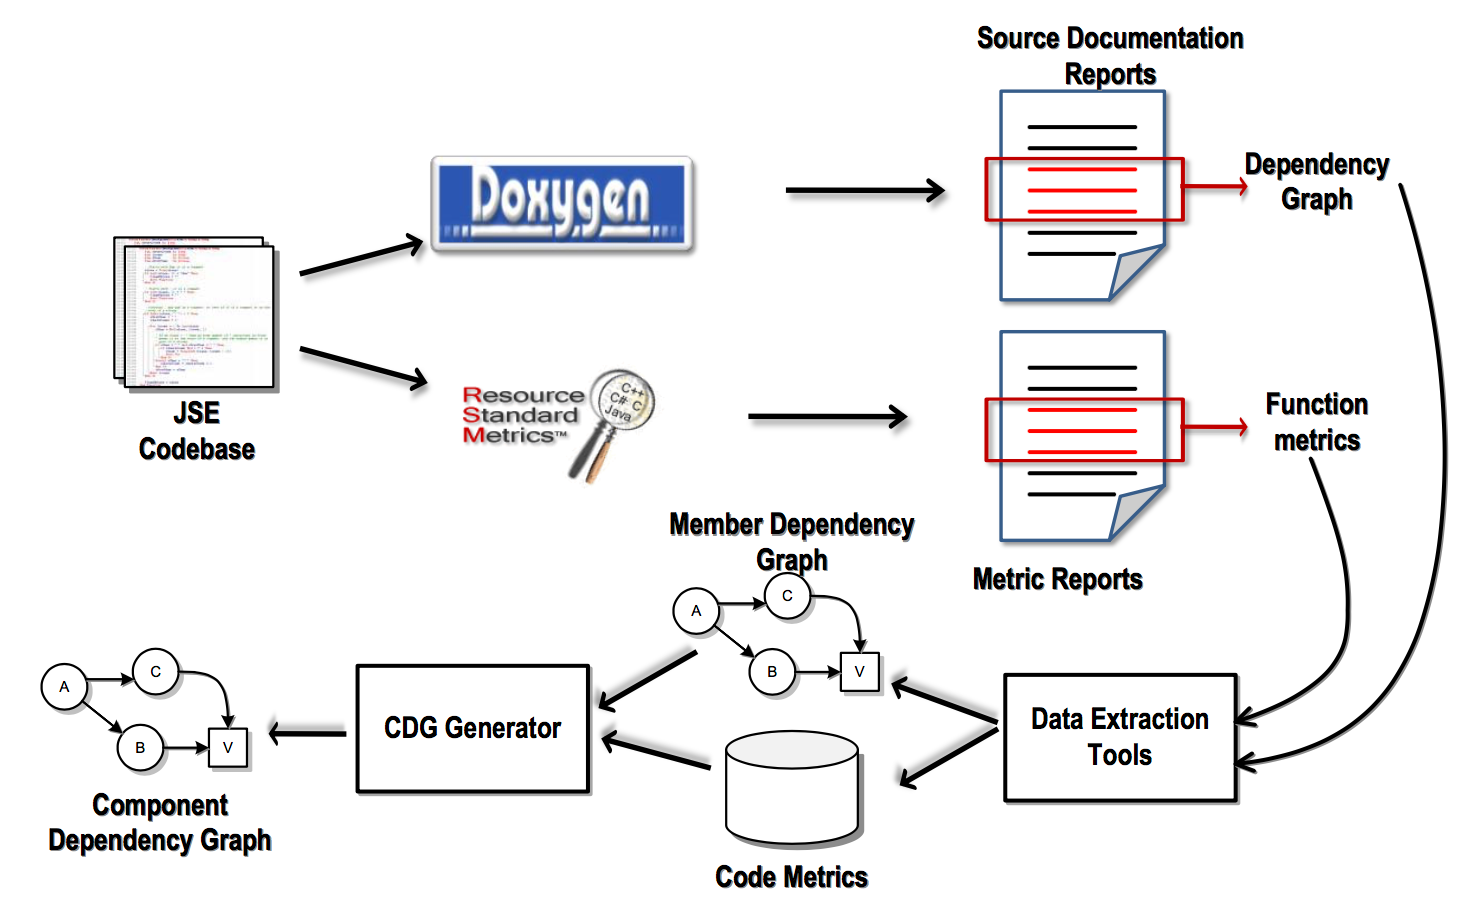 Source Documentation
Reports
Doxygen
Dependency
Graph
JSE
Codebase
Resource
Standard
Metrics™
C++
C# C
Java
Function
metrics
Metric Reports
Member Dependency
Graph
A
C
B
V
Data Extraction
Tools
Code Metrics
CDG Generator
A
C
B
V
Component
Dependency Graph